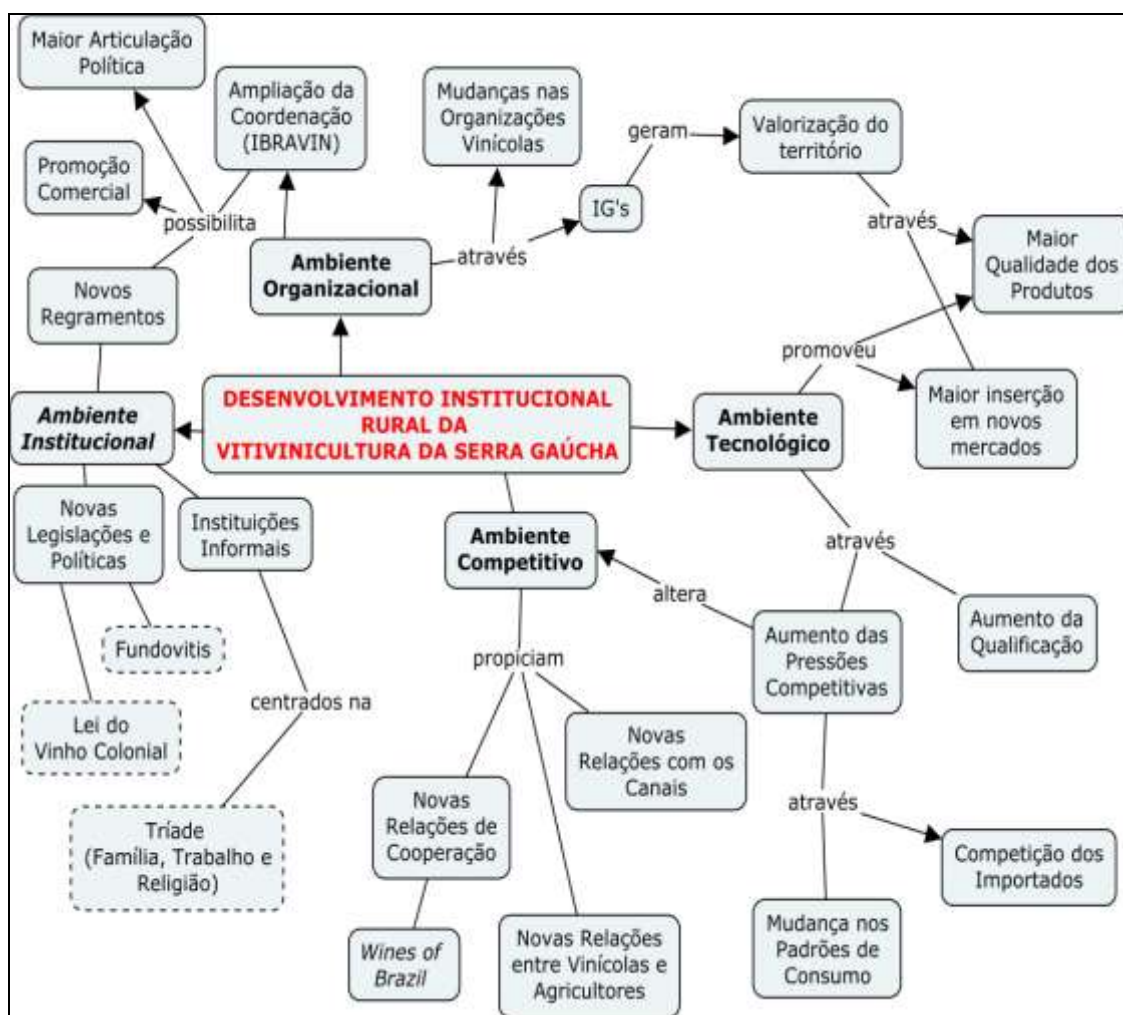 Maior Articulação
Política
Ampliação da
Coordenação
(IBRAVIN)
Mudanças nas
Organizações
Vinícolas
geram
Valorização do
território
Promoção
Comercial
possibilita
IG's
através
Maior
Qualidade dos
Produtos
Ambiente
Organizacional
através
Novos
Regramentos
promoveu
DESENVOLVIMENTO INSTITUCIONAL
RURAL DA
VITIVINICULTURA DA SERRA GAÚCHA
Ambiente
Institucional
Ambiente
Tecnológico
Maior inserção
em novos
mercados
Novas
Legislações e
Políticas
Instituições
Informais
Ambiente
Competitivo
através
altera
Fundovitis
Aumento das
Pressões
Competitivas
Aumento da
Qualificação
propiciam
centrados na
Lei do
Vinho Colonial
Novas
Relações com os
Canais
Novas
Relações de
Cooperação
através
Tríade
(Família, Trabalho e
Religião)
Competição dos
Importados
Wines of
Brazil
Novas Relações
entre Vinícolas e
Agricultores
Mudança nos
Padrões de
Consumo